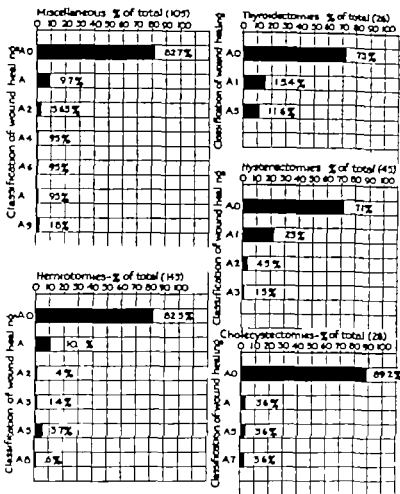 Miscellaneous - % of total (105)
0 10 20 30 40 50 60 70 80 90 100
Classification of wound healing
A0 82.7%
A 9.7%
A2 3.65%
A4 .95%
A6 .95%
A .95%
A9 1.8%
Herniotomies - % of total (145)
0 10 20 30 40 50 60 70 80 90 100
Classification of wound healing
A0 82.5%
A 10. %
A2 .4%
A3 1.4%
A5 3.7%
A8 .6%
Thyroidectomies % of total (26)
0 10 20 30 40 50 60 70 80 90 100
Classification of wound healing
A0 73%
A1 15.4%
A5 11.6%
Hysterectomies % of total (45)
0 10 20 30 40 50 60 70 80 90 100
Classification of wound healing
A0 71%
A1 23%
A2 4.5%
A3 1.5%
Cholecystectomies - % of total (28)
0 10 20 30 40 50 60 70 80 90 100
Classification of wound healing
A0 89.2%
A 3.6%
A5 3.6%
A7 3.6%